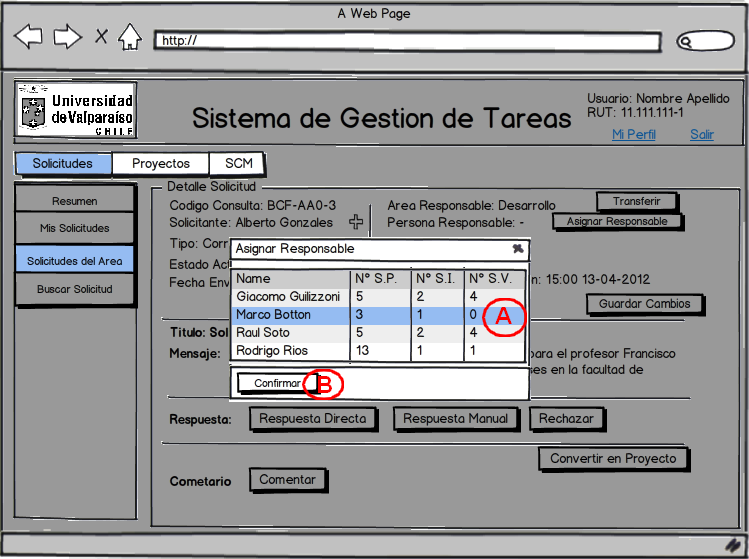 A Web Page
http://
Universidad
de Valparaíso
CHILE
Sistema de Gestion de Tareas
Usuario: Nombre Apellido
RUT: 11.111.111-1
Mi Perfil Salir
Solicitudes Proyectos SCM
Resumen
Mis Solicitudes
Solicitudes del Area
Buscar Solicitud
Detalle Solicitud
Codigo Consulta: BCF-AA0-3 Area Responsable: Desarrollo Transferir
Solicitante: Alberto Gonzales Persona Responsable: - Asignar Responsable
Tipo: Corr
Estado Act
Fecha Env n: 15:00 13-04-2012
Guardar Cambios
Asignar Responsable
Name N° S.P. N° S.I. N° S.V.
Giacomo Guilizzoni 5 2 4
Marco Botton 3 1 0 A
Raul Soto 5 2 4
Rodrigo Rios 13 1 1
Confirmar B
Titulo: Sol
Mensaje: para el profesor Francisco
es en la facultad de
Respuesta: Respuesta Directa Respuesta Manual Rechazar
Convertir en Proyecto
Cometario Comentar